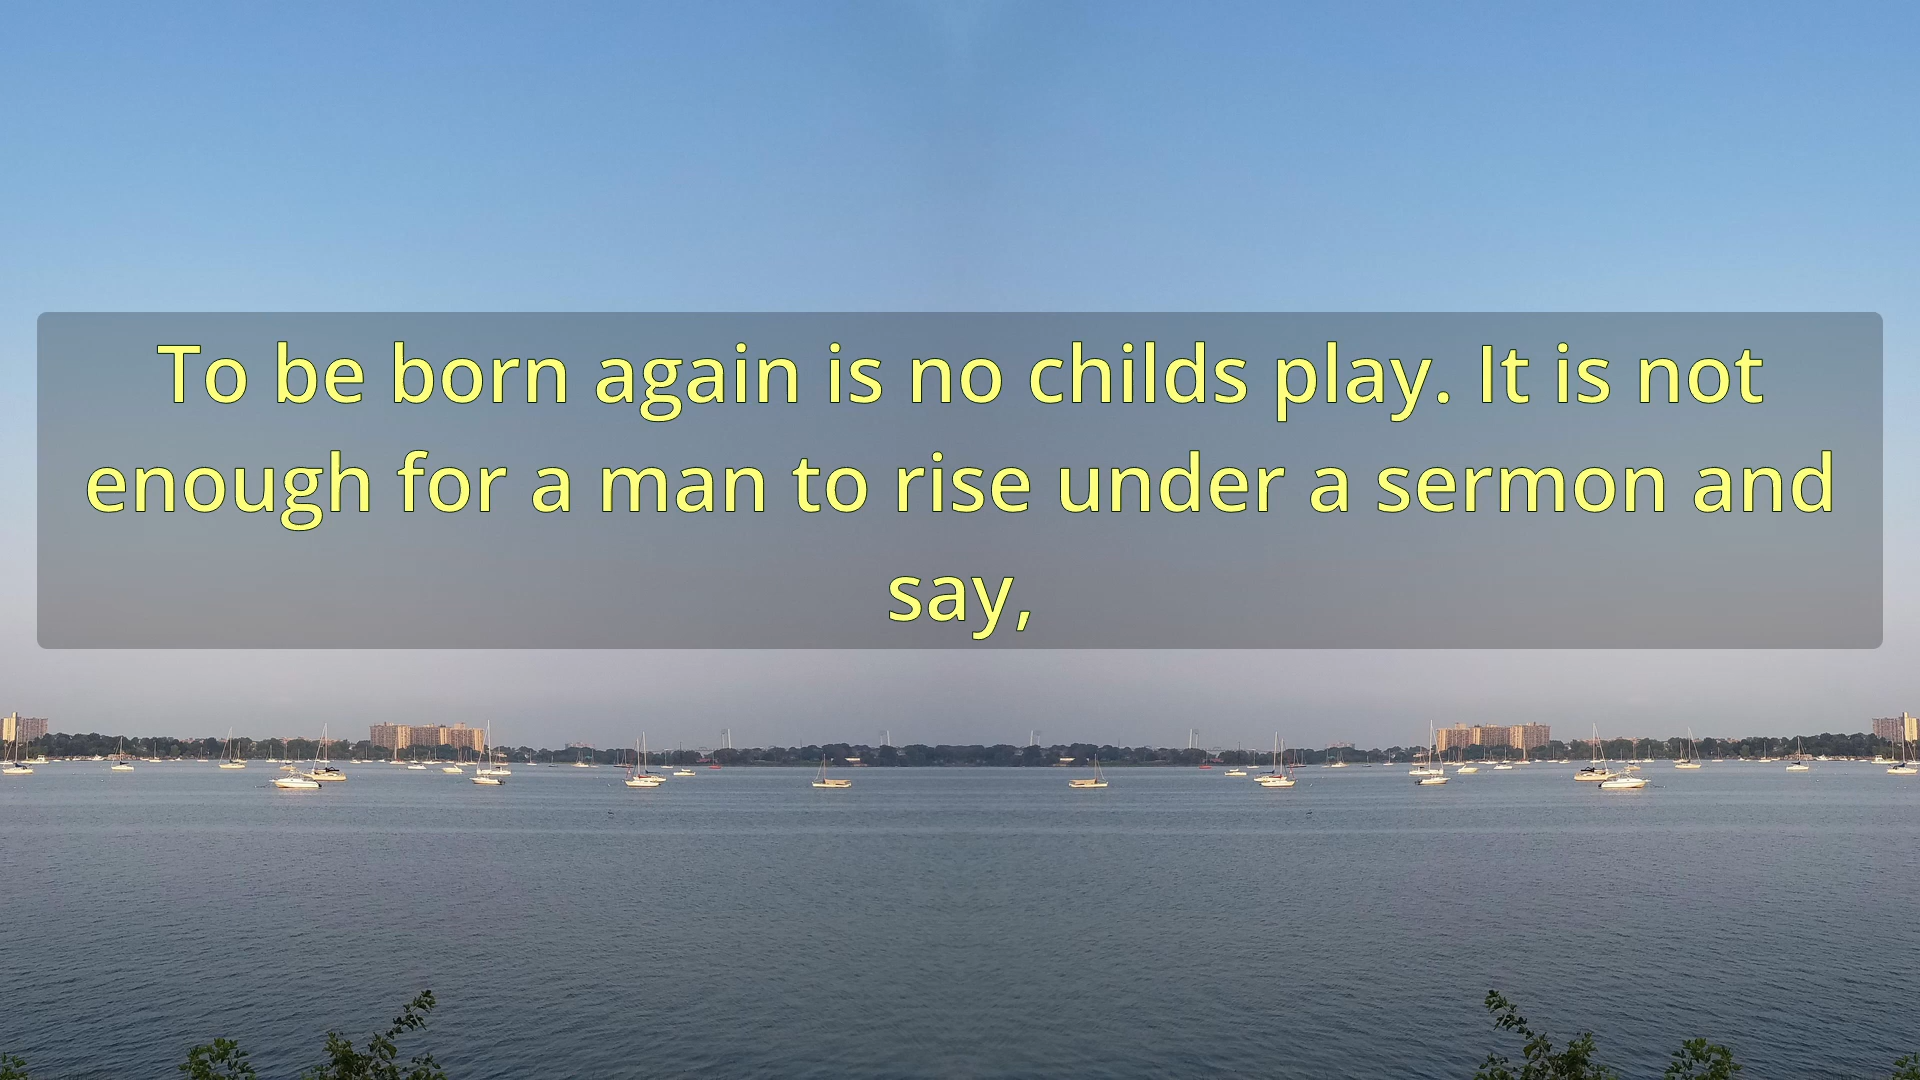 To be born again is no childs play. It is not
enough for a man to rise under a sermon and
say,